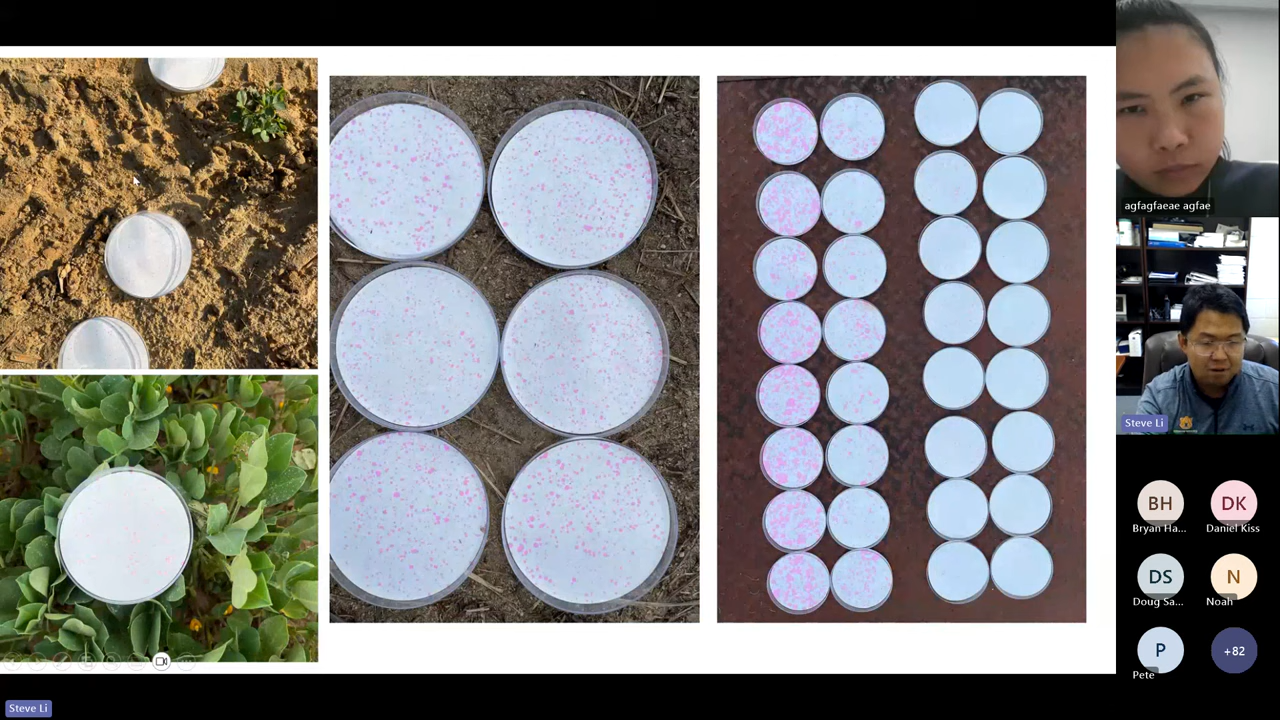 agfagfaeae agfae
Steve Li
BH
DK
Bryan Ha...
Daniel Kiss
DS
N
Doug Sa...
Noah
P
+82
Pete
Steve Li